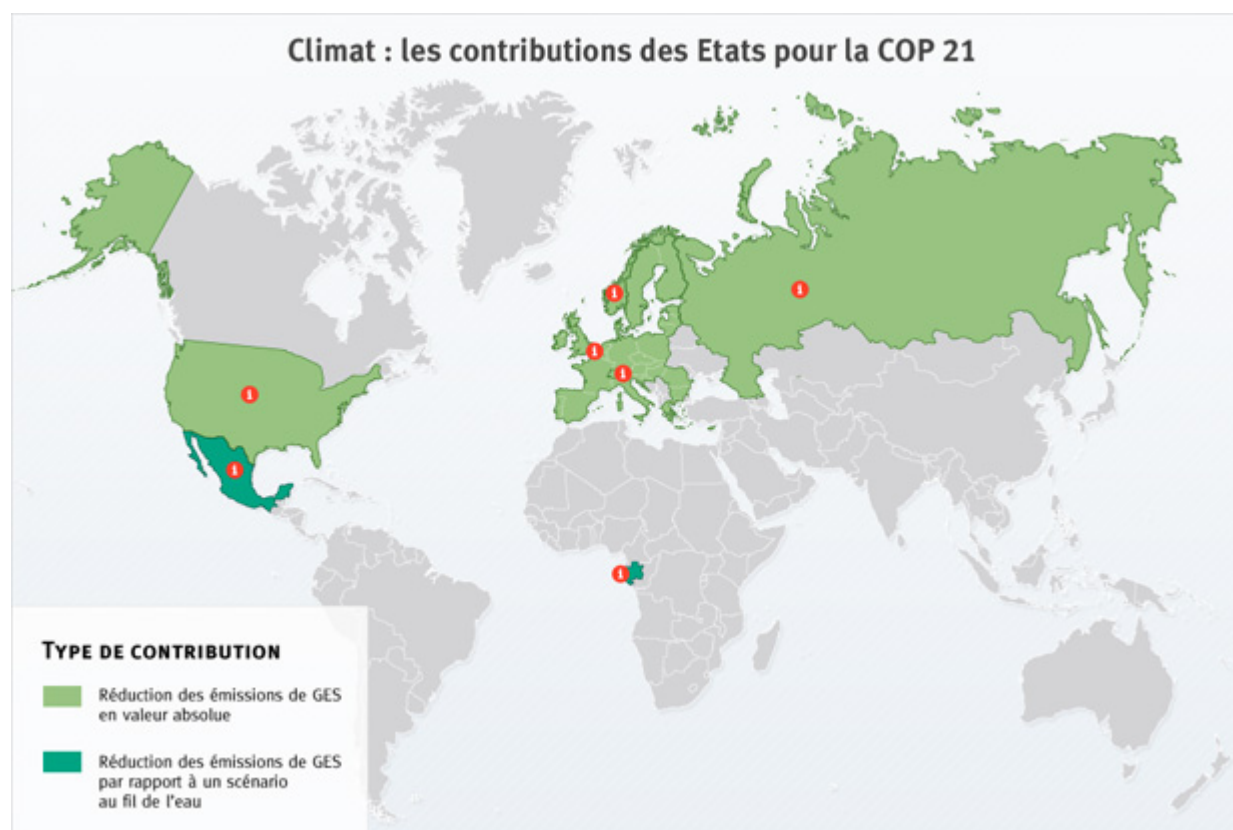 Climat : les contributions des Etats pour la COP 21
i
i
i
i
i
i
i
TYPE DE CONTRIBUTION
Réduction des émissions de GES
en valeur absolue
Réduction des émissions de GES
par rapport à un scénario
au fil de l'eau